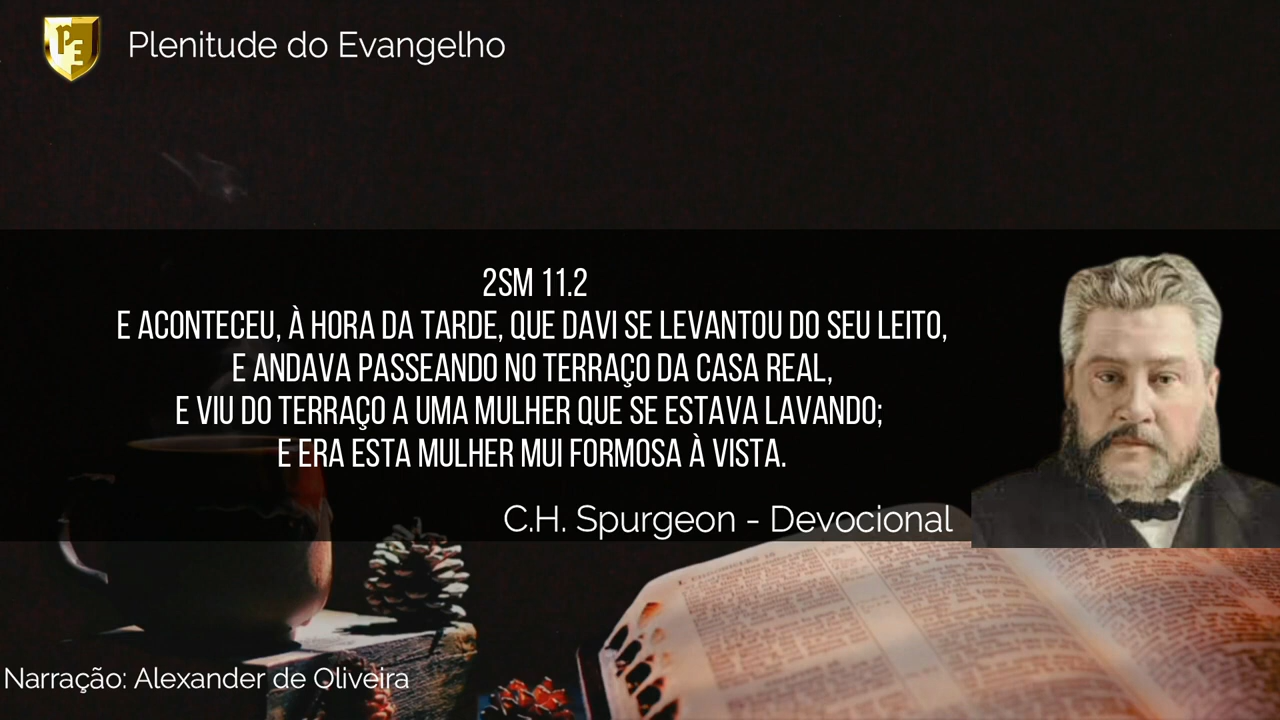 PE
Plenitude do Evangelho
2SM 11.2
E ACONTECEU, À HORA DA TARDE, QUE DAVI SE LEVANTOU DO SEU LEITO,
E ANDAVA PASSEANDO NO TERRAÇO DA CASA REAL,
E VIU DO TERRAÇO A UMA MULHER QUE SE ESTAVA LAVANDO;
E ERA ESTA MULHER MUI FORMOSA À VISTA.
C.H. Spurgeon - Devocional
Narração: Alexander de Oliveira